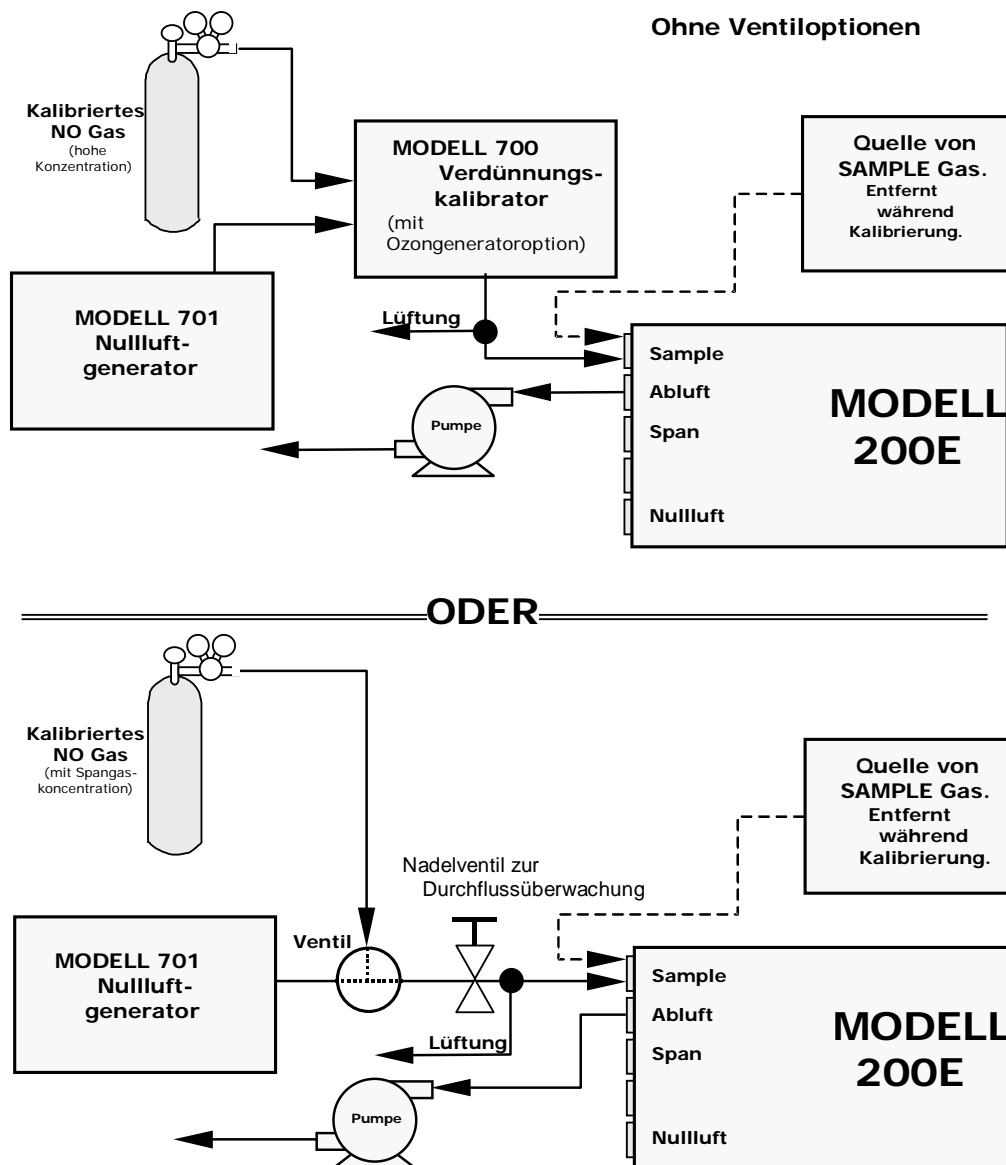 Ohne Ventiloptionen
Kalibriertes
NO Gas
(hohe
Konzentration)
MODELL 700
Verdünnungs-
kalibrator
(mit
Ozongeneratoroption)
Quelle von
SAMPLE Gas.
Entfernt
während
Kalibrierung.
MODELL 701
Nullluft-
generator
Lüftung
Pumpe
Sample
Abluft
Span
Nullluft
MODELL
200E
ODER
Kalibriertes
NO Gas
(mit Spangas-
koncentration)
Quelle von
SAMPLE Gas.
Entfernt
während
Kalibrierung.
Nadelventil zur
Durchflussüberwachung
MODELL 701
Nullluft-
generator
Ventil
Lüftung
Pumpe
Sample
Abluft
Span
Nullluft
MODELL
200E